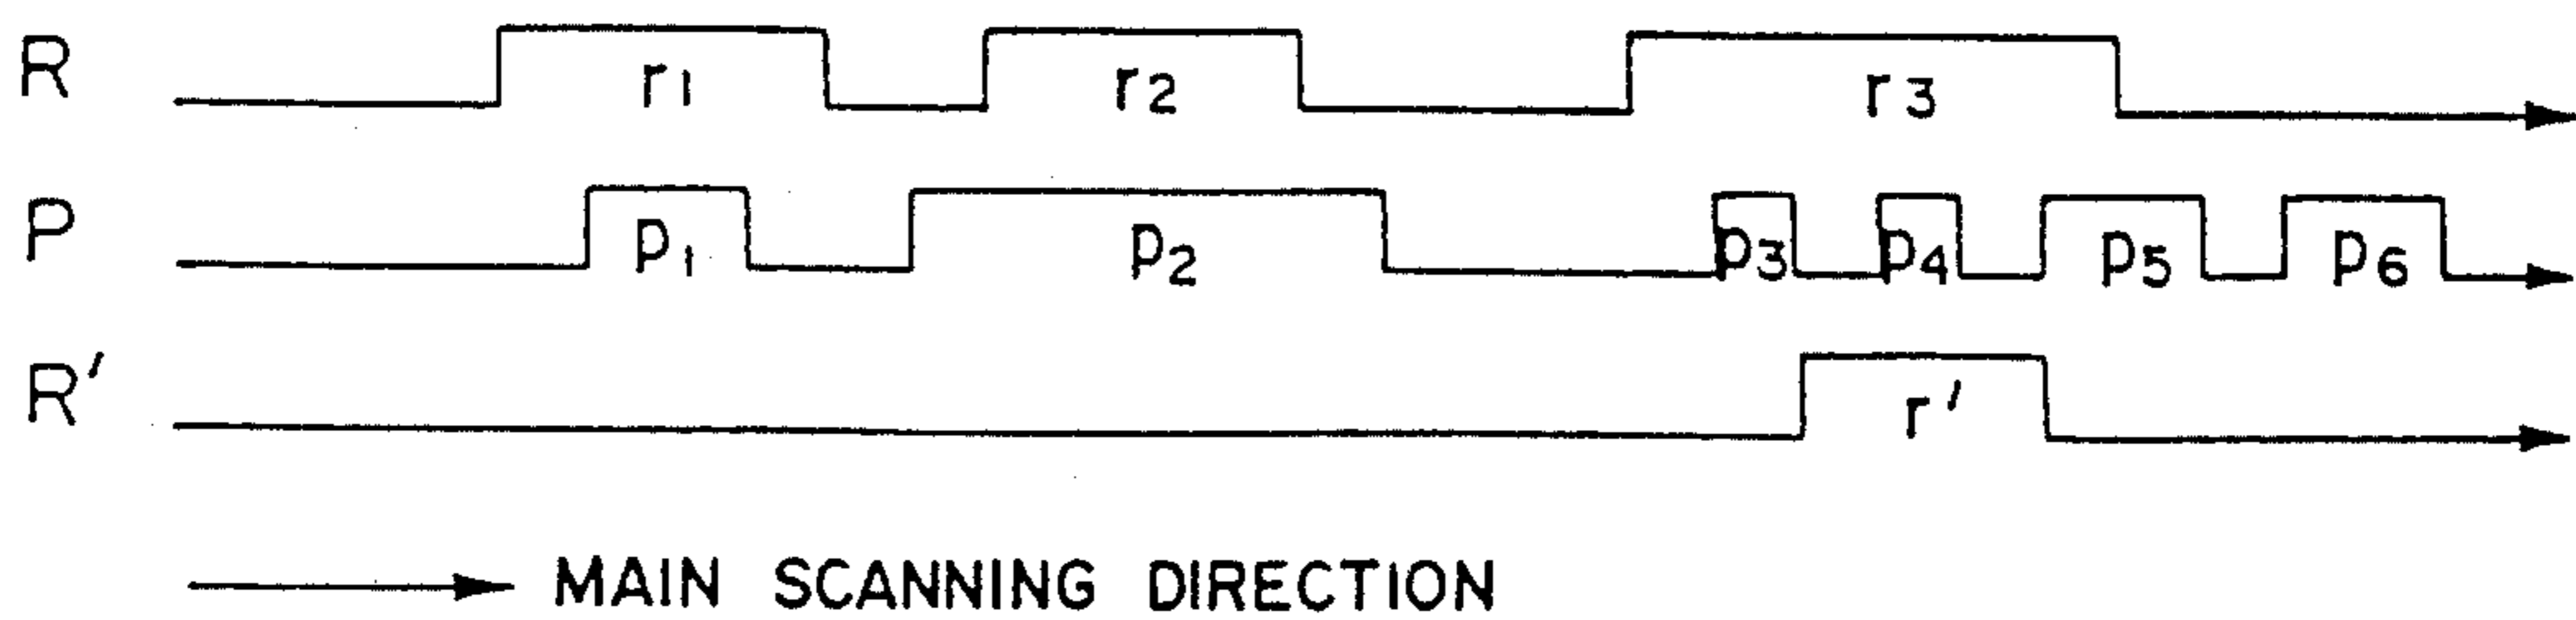 R r1 r2 r3
P p1 p2 p3 p4 p5 p6
R' r'
MAIN SCANNING DIRECTION